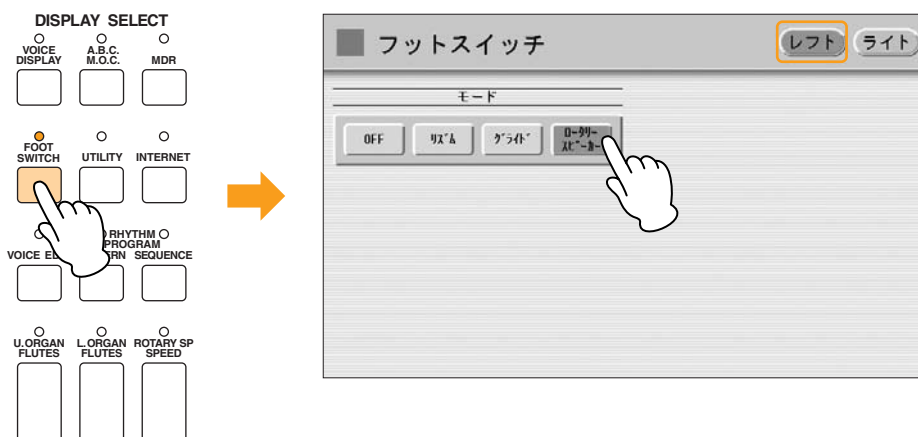 DISPLAY SELECT
VOICE DISPLAY
A.B.C. M.O.C.
MDR
FOOT SWITCH
UTILITY
INTERNET
VOICE ED
RHYTHM PROGRAM
ERN SEQUENCE
U.ORGAN FLUTES
L.ORGAN FLUTES
ROTARY SP SPEED
フットスイッチ
レフト
ライト
モード
OFF
リズム
グライド
ロータリー
スピーカー